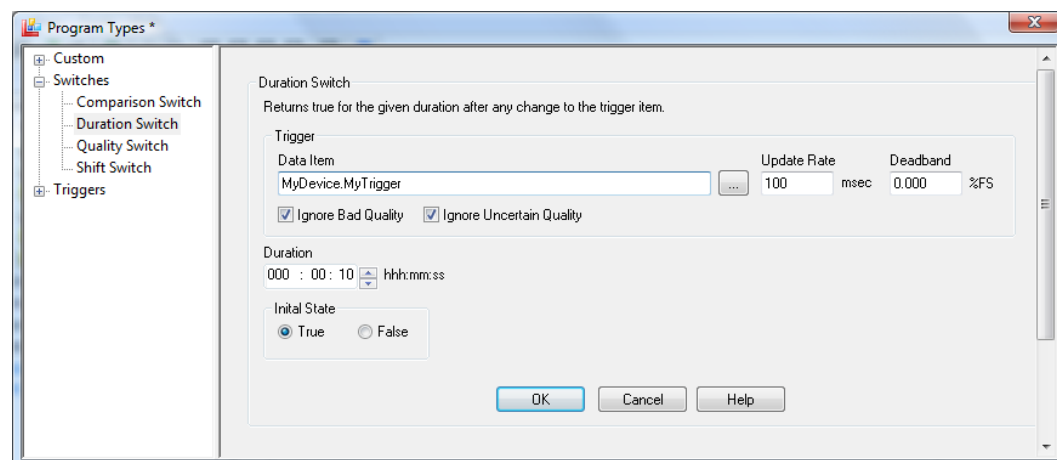 Program Types *
Custom
Switches
Comparison Switch
Duration Switch
Quality Switch
Shift Switch
Triggers
Duration Switch
Returns true for the given duration after any change to the trigger item.
Trigger
Data Item
Update Rate
Deadband
MyDevice.MyTrigger
...
100
msec
0.000
%FS
Ignore Bad Quality
Ignore Uncertain Quality
Duration
000 : 00 : 10 hhh:mm:ss
Inital State
True
False
OK
Cancel
Help